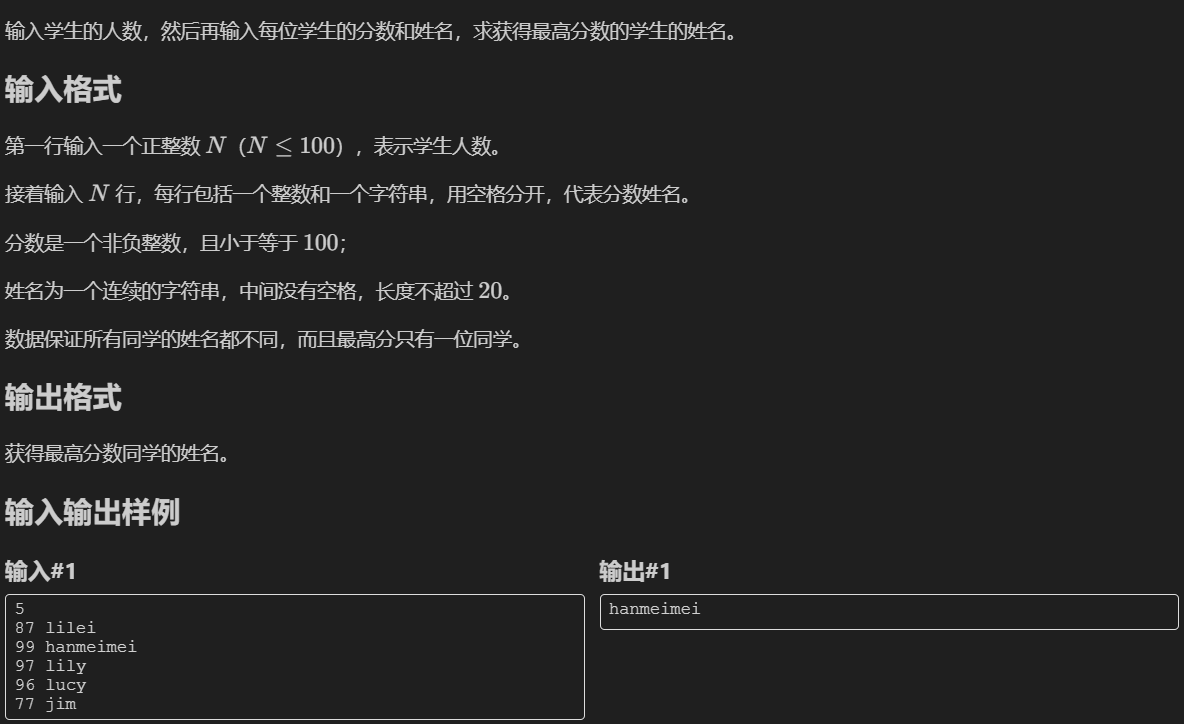 输入学生的人数，然后再输入每位学生的分数和姓名，求获得最高分数的学生的姓名。
输入格式
第一行输入一个正整数 N（N ≤ 100），表示学生人数。
接着输入 N 行，每行包括一个整数和一个字符串，用空格分开，代表分数姓名。
分数是一个非负整数，且小于等于 100；
姓名为一个连续的字符串，中间没有空格，长度不超过 20。
数据保证所有同学的姓名都不同，而且最高分只有一位同学。
输出格式
获得最高分数同学的姓名。
输入输出样例
输入#1
5
87 lilei
99 hanmeimei
97 lily
96 lucy
77 jim
输出#1
hanmeimei